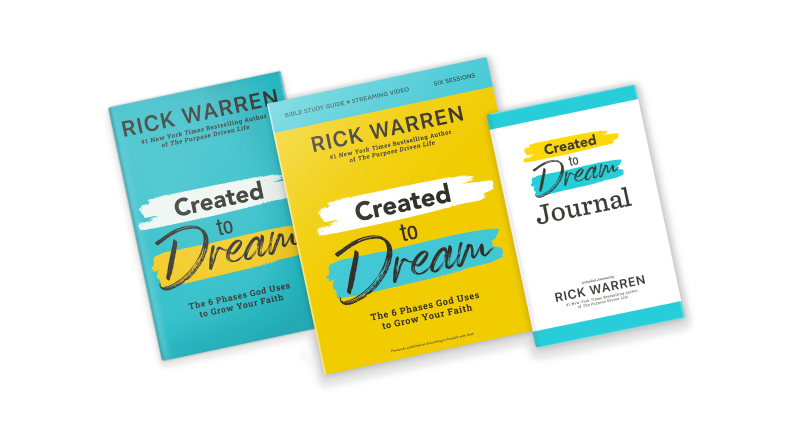 RICK WARREN
#1 New York Times Bestselling Author
of The Purpose Driven Life
Created
to
Dream
The 6 Phases God Uses
to Grow Your Faith
BIBLE STUDY GUIDE + STREAMING VIDEO
SIX SESSIONS
RICK WARREN
#1 New York Times Bestselling Author
of The Purpose Driven Life
Created
to
Dream
The 6 Phases God Uses
to Grow Your Faith
Created
to
Dream
Journal
RICK WARREN
#1 New York Times Bestselling Author
of The Purpose Driven Life